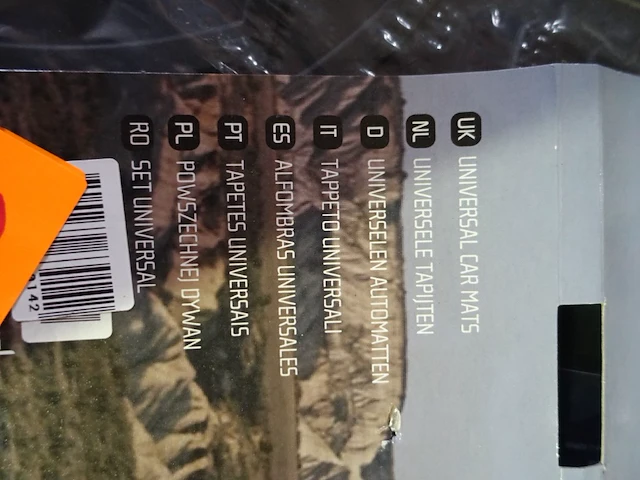 UK UNIVERSAL CAR MATS
NL UNIVERSELE TAPIJTEN
D UNIVERSELEN AUTOMATTEN
IT TAPPETO UNIVERSALI
ES ALFOMBRAS UNIVERSALES
PT TAPETES UNIVERSAIS
PL POWSZECHNEJ DYWAN
RO SET UNIVERSAL